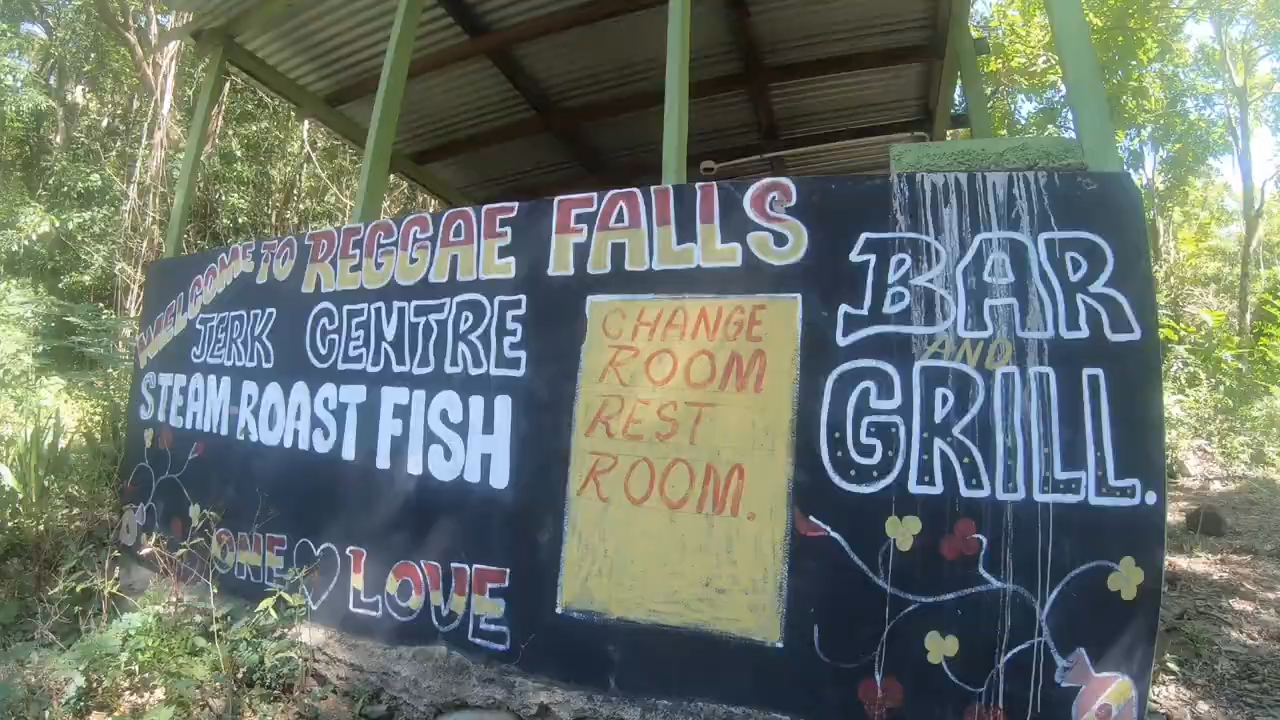 WELCOME TO REGGAE FALLS
JERK CENTRE
STEAM-ROAST FISH
ONE LOVE
CHANGE
ROOM
REST
ROOM.
BAR
AND
GRILL.